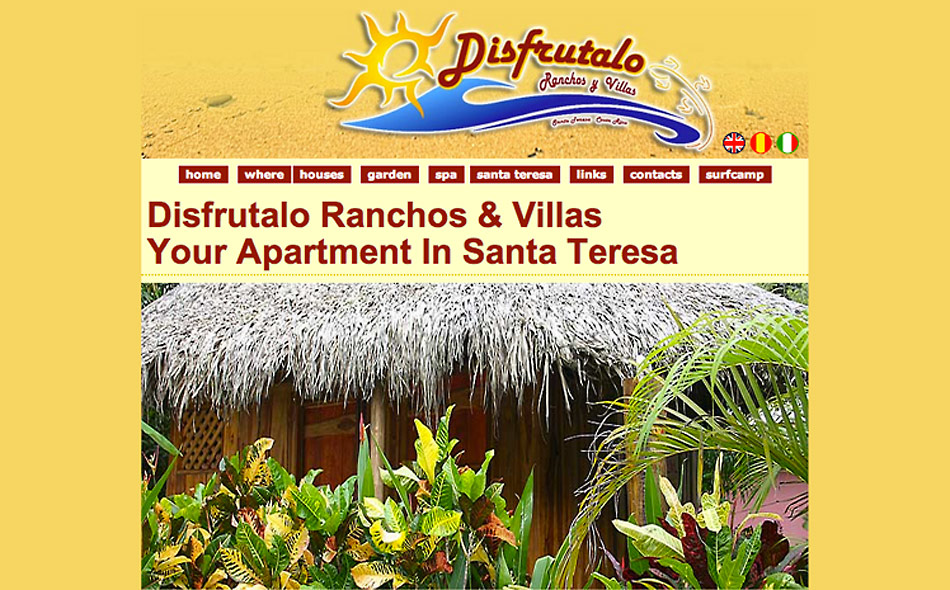 Disfrutalo
Ranchos y Villas
Santa Teresa Costa Rica
home where houses garden spa santa teresa links contacts surfcamp
Disfrutalo Ranchos & Villas
Your Apartment In Santa Teresa